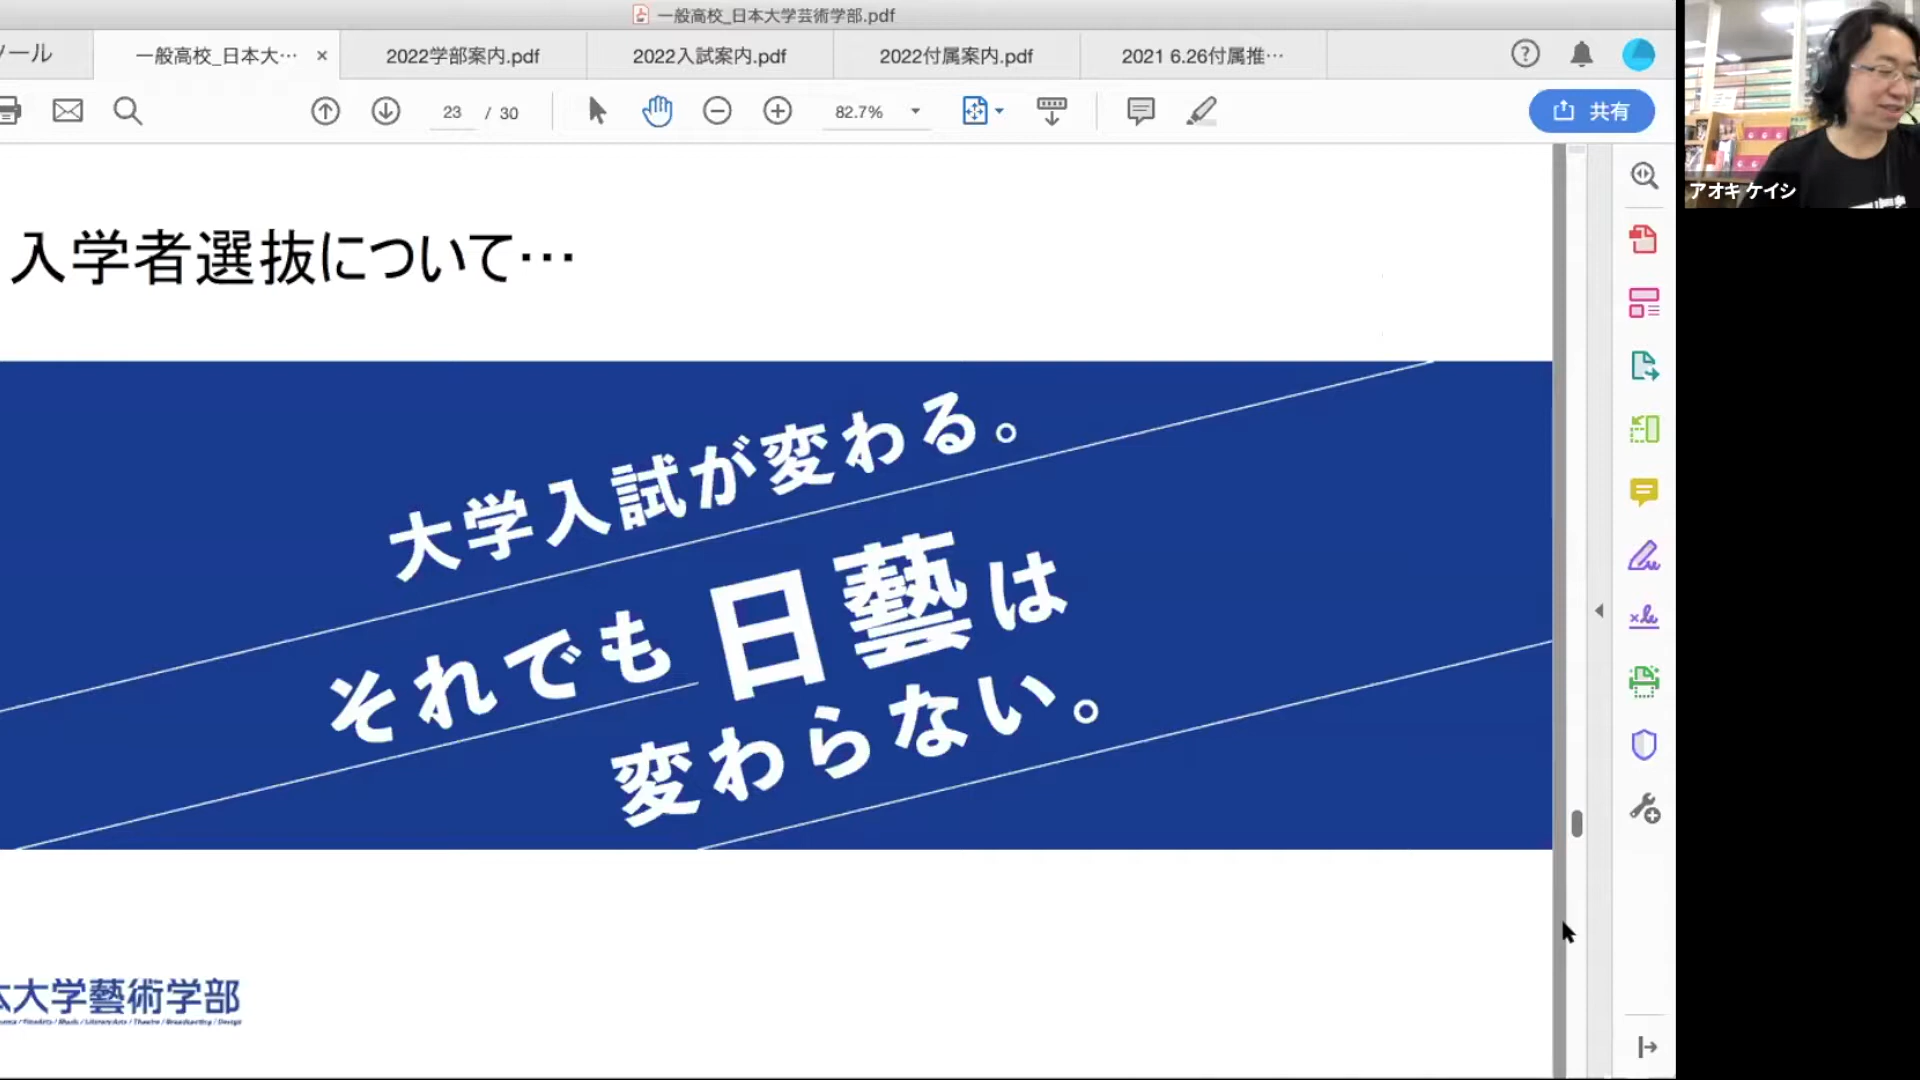 一般高校_日本大学芸術学部.pdf
ツール
一般高校_日本大… ×
2022学部案内.pdf
2022入試案内.pdf
2022付属案内.pdf
2021 6.26付属推…
23 / 30
82.7%
共有
アオキ ケイシ
入学者選抜について…
大学入試が変わる。
それでも日藝は
変わらない。
本大学藝術学部